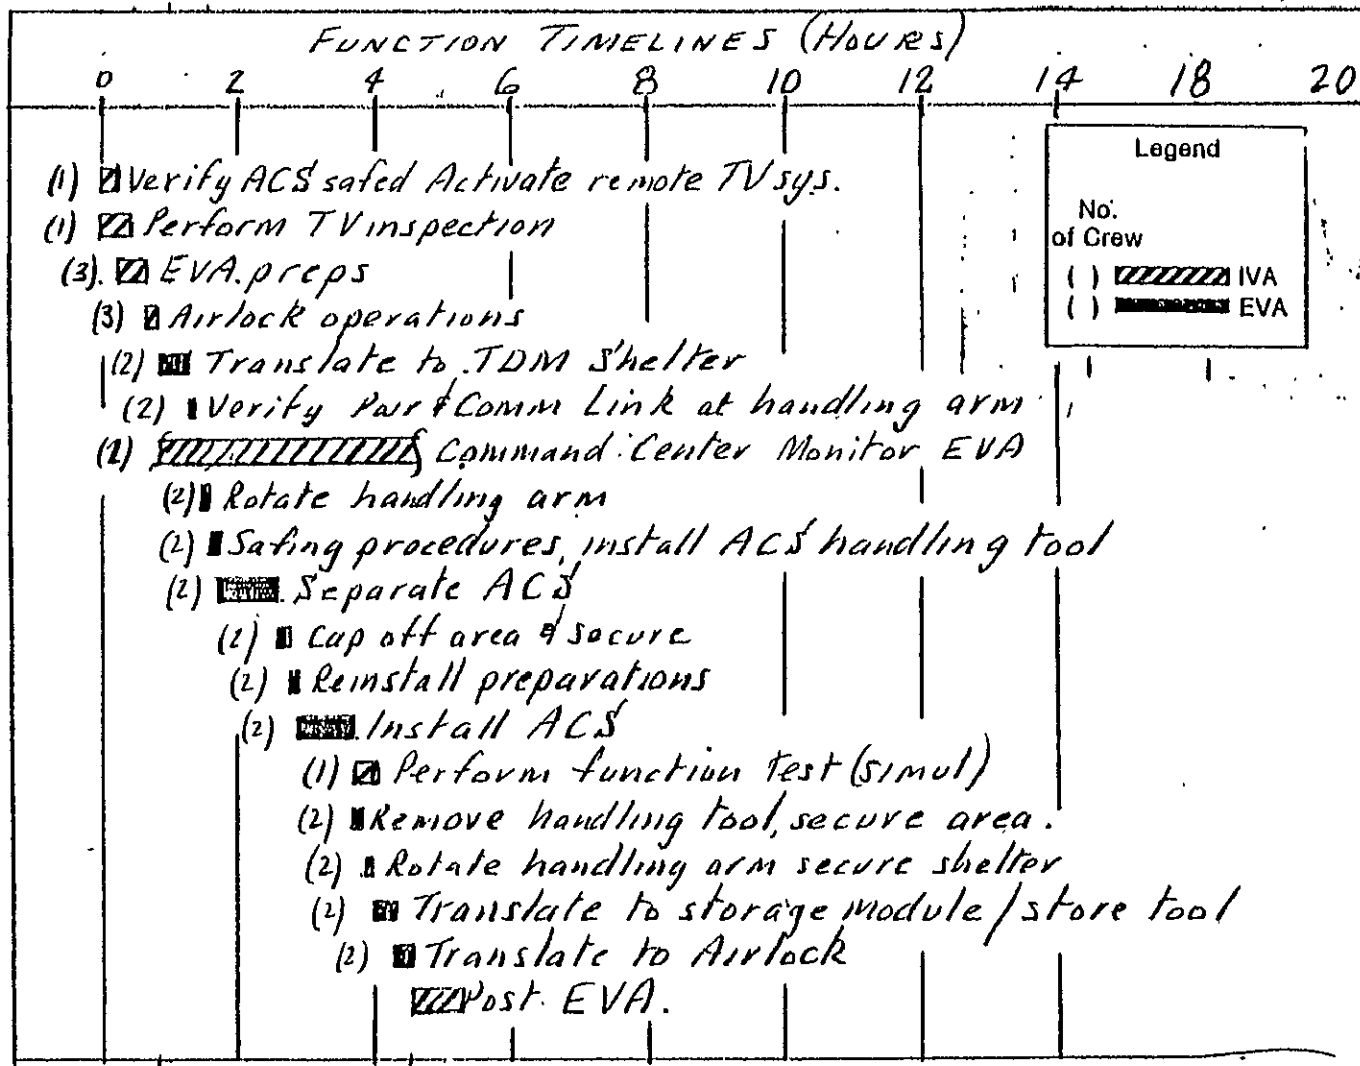 FUNCTION TIMELINES (HOURS)
0 2 4 6 8 10 12 14 18 20
Legend
No. of Crew
( ) IVA
( ) EVA
(1) Verify ACS safed Activate remote TV sys.
(1) Perform TV inspection
(3). EVA preps
(3) Airlock operations
(2) Translate to TDM Shelter
(2) Verify Pwr & Comm Link at handling arm
(1) Command Center Monitor EVA
(2) Rotate handling arm
(2) Safing procedures, install ACS handling tool
(2) Separate ACS
(2) Cap off area & secure
(2) Reinstall preparations
(2) Install ACS
(1) Perform function test (simul)
(2) Remove handling tool, secure area.
(2) Rotate handling arm secure shelter
(2) Translate to storage module / store tool
(2) Translate to Airlock
Post EVA.